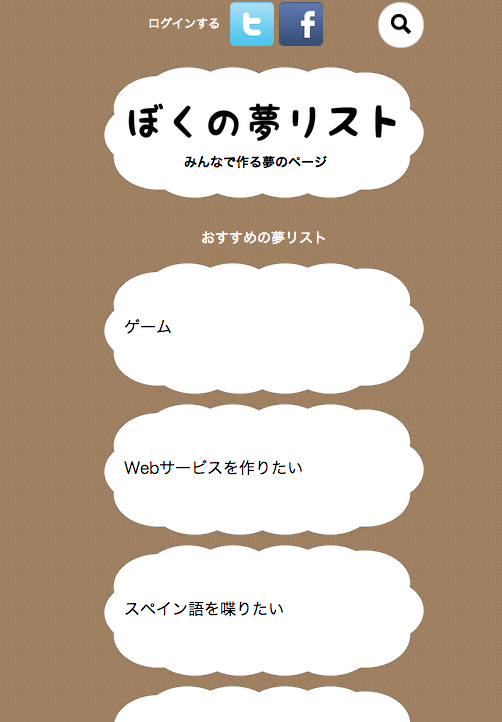 ログインする
ぼくの夢リスト
みんなで作る夢のページ
おすすめの夢リスト
ゲーム
Webサービスを作りたい
スペイン語を喋りたい